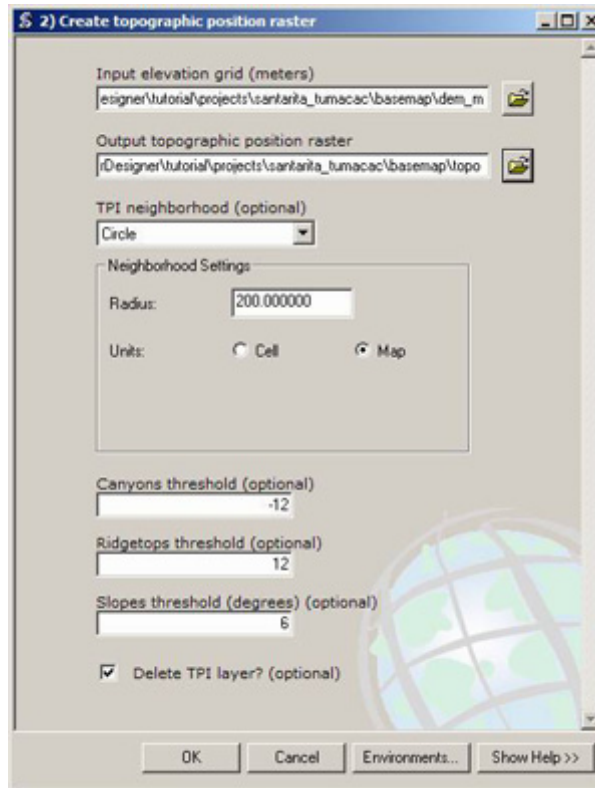 2) Create topographic position raster
Input elevation grid (meters)
esigner\tutorial\projects\santarita_tumacac\basemap\dem_m
Output topographic position raster
rDesigner\tutorial\projects\santarita_tumacac\basemap\topo
TPI neighborhood (optional)
Circle
Neighborhood Settings
Radius: 200.000000
Units: Cell Map
Canyons threshold (optional)
-12
Ridgetops threshold (optional)
12
Slopes threshold (degrees) (optional)
6
Delete TPI layer? (optional)
OK Cancel Environments... Show Help >>